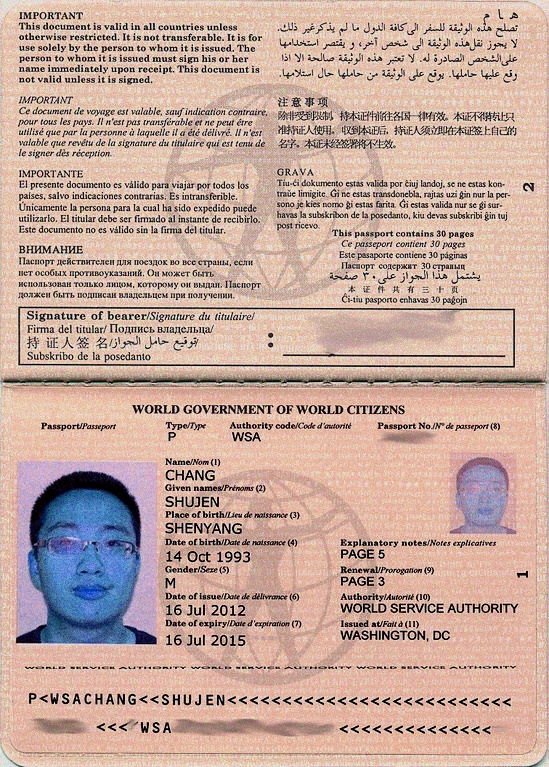 IMPORTANT
This document is valid in all countries unless
otherwise restricted. It is not transferable. It is for
use solely by the person to whom it is issued. The
person to whom it is issued must sign his or her
name immediately upon receipt. This document is
not valid unless it is signed.
هـام
تصلح هذه الوثيقة للسفر الى كافة الدول ما لم يذكر غير ذلك.
لا يجوز نقل هذه الوثيقة الى شخص آخر، و يقتصر استخدامها
على الشخص الصادرة له. لا تعتبر هذه الوثيقة صالحة الا اذا
وقع عليها حاملها. يوقع على الوثيقة من حاملها حال استلامها.
IMPORTANT
Ce document de voyage est valable, sauf indication contraire,
pour tous les pays. Il n'est pas transférable et ne peut être
utilisé que par la personne à laquelle il a été délivré. Il n'est
valable que revêtu de la signature du titulaire qui est tenu de
le signer dès réception.
注意事项
除非受到限制，持本证件前往各国一律有效。本证不得转让只
准持证人使用。收到本证后，持证人须立即在本证签上自己的
名字。本证未经签署将不生效。
IMPORTANTE
El presente documento es válido para viajar por todos los
países, salvo indicaciones contrarias. Es intransferible.
Únicamente la persona para la cual ha sido expedido puede
utilizarlo. El titular debe ser firmado al instante de recibirlo.
Este documento no es válido sin la firma del titular.
GRAVA
Tiu-ĉi dokumento estas valida por ĉiuj landoj, se ne estas kon-
traŭe limigite. Ĝi ne estas transdonebla, rajtas uzi ĝin nur la per-
sono je kies nomo ĝi estas farita. Ĝi estas valida nur se ĝi sur-
havas la subskribon de la posedanto, kiu devas subskribi ĝin tuj
post ricevo.
2
ВНИМАНИЕ
Паспорт действителен для поездок во все страны, если
нет особых противоуказаний. Он может быть
использован только лицом, которому он выдан. Паспорт
должен быть подписан владельцем при получении.
This passport contains 30 pages
Ce passeport contient 30 pages
Este pasaporte contiene 30 páginas
Паспорт содержит 30 страниц
يشتمل هذا الجواز على ٣٠ صفحة
本证件共有三十页
Ĉi-tiu pasporto enhavas 30 paĝojn
Signature of bearer/Signature du titulaire/
Firma del titular/ Подпись владельца/
持证人签名/توقيع حامل الجواز/
Subskribo de la posedanto
:
WORLD GOVERNMENT OF WORLD CITIZENS
Passport/Passeport Type/Type Authority code/Code d'autorité Passport No./N° de passeport (8)
P WSA
Name/Nom (1)
CHANG
Given names/Prénoms (2)
SHUJEN
Place of birth/Lieu de naissance (3)
SHENYANG
Date of birth/Date de naissance (4)
14 Oct 1993
Gender/Sexe (5)
M
Date of issue/Date de délivrance (6)
16 Jul 2012
Date of expiry/Date d'expiration (7)
16 Jul 2015
Explanatory notes/Notes explicatives
PAGE 5
Renewal/Prorogation (9)
PAGE 3
Authority/Autorité (10)
WORLD SERVICE AUTHORITY
Issued at/Fait à (11)
WASHINGTON, DC
1
WORLD SERVICE AUTHORITY WORLD SERVICE AUTHORITY WORLD SERVICE AUTHORITY
P<WSACHANG<<SHUJEN<<<<<<<<<<<<<<<<<<<<<<<<<<
<<< WSA <<<<<<<<<<<<<<